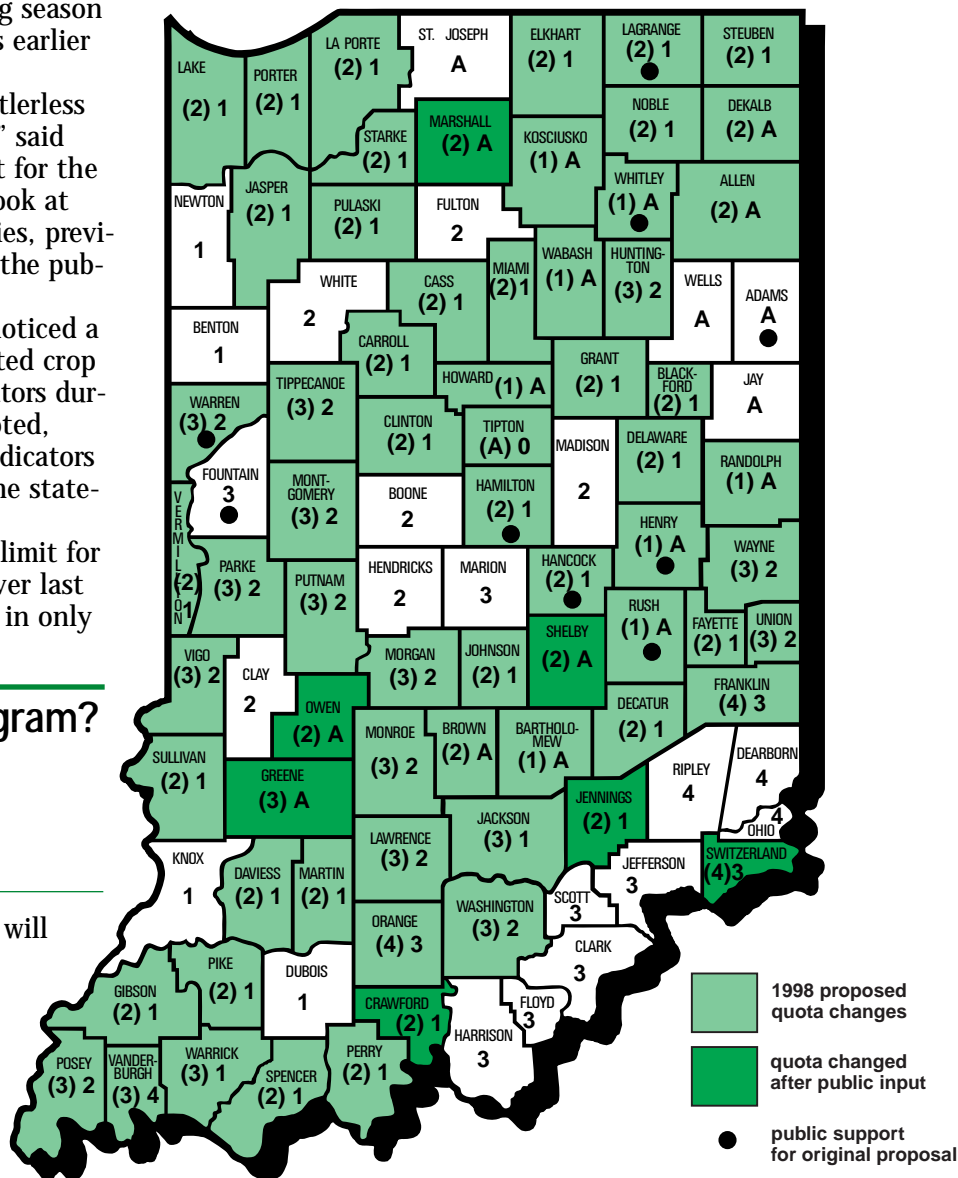 g season
s earlier
tlerless
” said
t for the
ook at
ies, previ-
the pub-
noticed a
ted crop
tors dur-
oted,
dicators
ne state-
limit for
ver last
in only
gram?
will
LAKE
(2) 1
PORTER
(2) 1
LA PORTE
(2) 1
ST. JOSEPH
A
ELKHART
(2) 1
LAGRANGE
(2) 1
STEUBEN
(2) 1
STARKE
(2) 1
MARSHALL
(2) A
KOSCIUSKO
(1) A
NOBLE
(2) 1
DEKALB
(2) A
NEWTON
1
JASPER
(2) 1
PULASKI
(2) 1
FULTON
2
WHITLEY
(1) A
ALLEN
(2) A
WHITE
2
CASS
(2) 1
MIAMI
(2)1
WABASH
(1) A
HUNTING-
TON
(3) 2
WELLS
A
ADAMS
A
BENTON
1
CARROLL
(2) 1
HOWARD (1) A
GRANT
(2) 1
BLACK-
FORD
(2) 1
JAY
A
WARREN
(3) 2
TIPPECANOE
(3) 2
CLINTON
(2) 1
TIPTON
(A) 0
MADISON
2
DELAWARE
(2) 1
RANDOLPH
(1) A
FOUNTAIN
3
MONT-
GOMERY
(3) 2
BOONE
2
HAMILTON
(2) 1
HENRY
(1) A
WAYNE
(3) 2
VERMILLION
(2)
1
PARKE
(3) 2
PUTNAM
(3) 2
HENDRICKS
2
MARION
3
HANCOCK
(2) 1
RUSH
(1) A
FAYETTE
(2) 1
UNION
(3) 2
VIGO
(3) 2
CLAY
2
OWEN
(2) A
MORGAN
(3) 2
JOHNSON
(2) 1
SHELBY
(2) A
DECATUR
(2) 1
FRANKLIN
(4) 3
SULLIVAN
(2) 1
GREENE
(3) A
MONROE
(3) 2
BROWN
(2) A
BARTHOLO-
MEW
(1) A
RIPLEY
4
DEARBORN
4
4
OHIO
JENNINGS
(2) 1
JACKSON
(3) 1
LAWRENCE
(3) 2
KNOX
1
DAVIESS
(2) 1
MARTIN
(2) 1
JEFFERSON
3
SWITZERLAND
(4)3
SCOTT
3
ORANGE
(4) 3
WASHINGTON
(3) 2
CLARK
3
GIBSON
(2) 1
PIKE
(2) 1
DUBOIS
1
CRAWFORD
(2) 1
FLOYD
3
HARRISON
3
POSEY
(3) 2
VANDER-
BURGH
(3) 4
WARRICK
(3) 1
SPENCER
(2) 1
PERRY
(2) 1
1998 proposed
quota changes
quota changed
after public input
public support
for original proposal